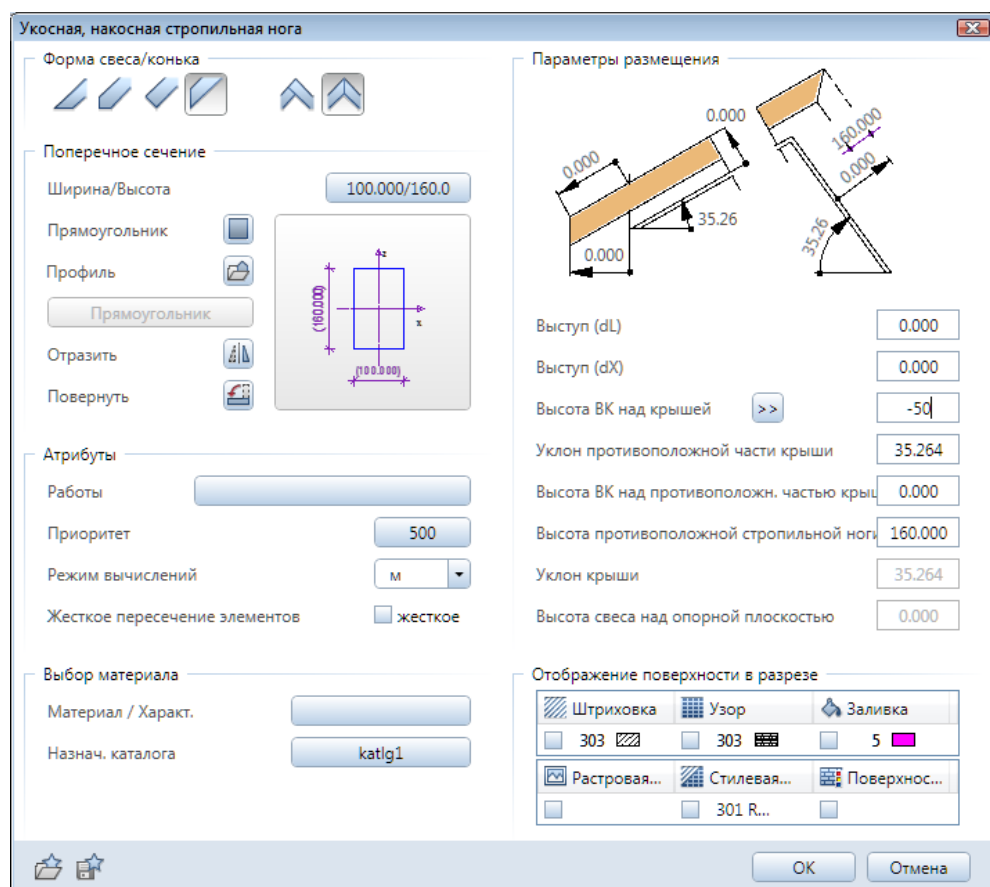 Укосная, накосная стропильная нога
Форма свеса/конька
Поперечное сечение
Ширина/Высота
100.000/160.0
Прямоугольник
Профиль
Прямоугольник
Отразить
Повернуть
z
x
(160.000)
(100.000)
Атрибуты
Работы
Приоритет
500
Режим вычислений
м
Жесткое пересечение элементов
жесткое
Выбор материала
Материал / Характ.
Назнач. каталога
katlg1
Параметры размещения
0.000
0.000
0.000
35.26
160.000
0.000
35.26
Выступ (dL)
0.000
Выступ (dX)
0.000
Высота ВК над крышей
>>
-50
Уклон противоположной части крыши
35.264
Высота ВК над противоположн. частью крыц
0.000
Высота противоположной стропильной ноги
160.000
Уклон крыши
35.264
Высота свеса над опорной плоскостью
0.000
Отображение поверхности в разрезе
Штриховка
Узор
Заливка
303
303
5
Растровая...
Стилевая...
Поверхнос...
301 R...
OK
Отмена